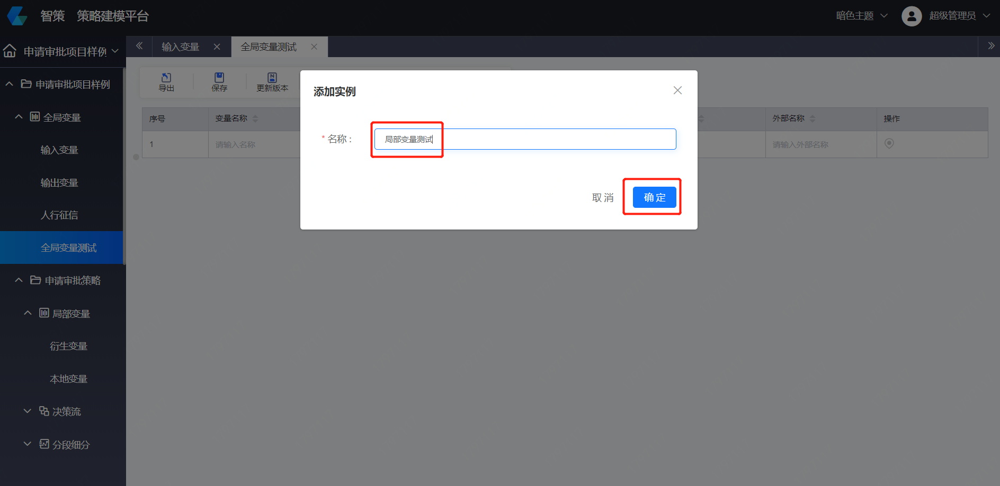 智策 策略建模平台
暗色主题
超级管理员
申请审批项目样例
输入变量
全局变量测试
申请审批项目样例
全局变量
输入变量
输出变量
人行征信
全局变量测试
申请审批策略
局部变量
衍生变量
本地变量
决策流
分段细分
导出
保存
更新版本
序号
变量名称
外部名称
操作
1
请输入名称
请输入外部名称
添加实例
* 名称：
局部变量测试
取 消
确 定